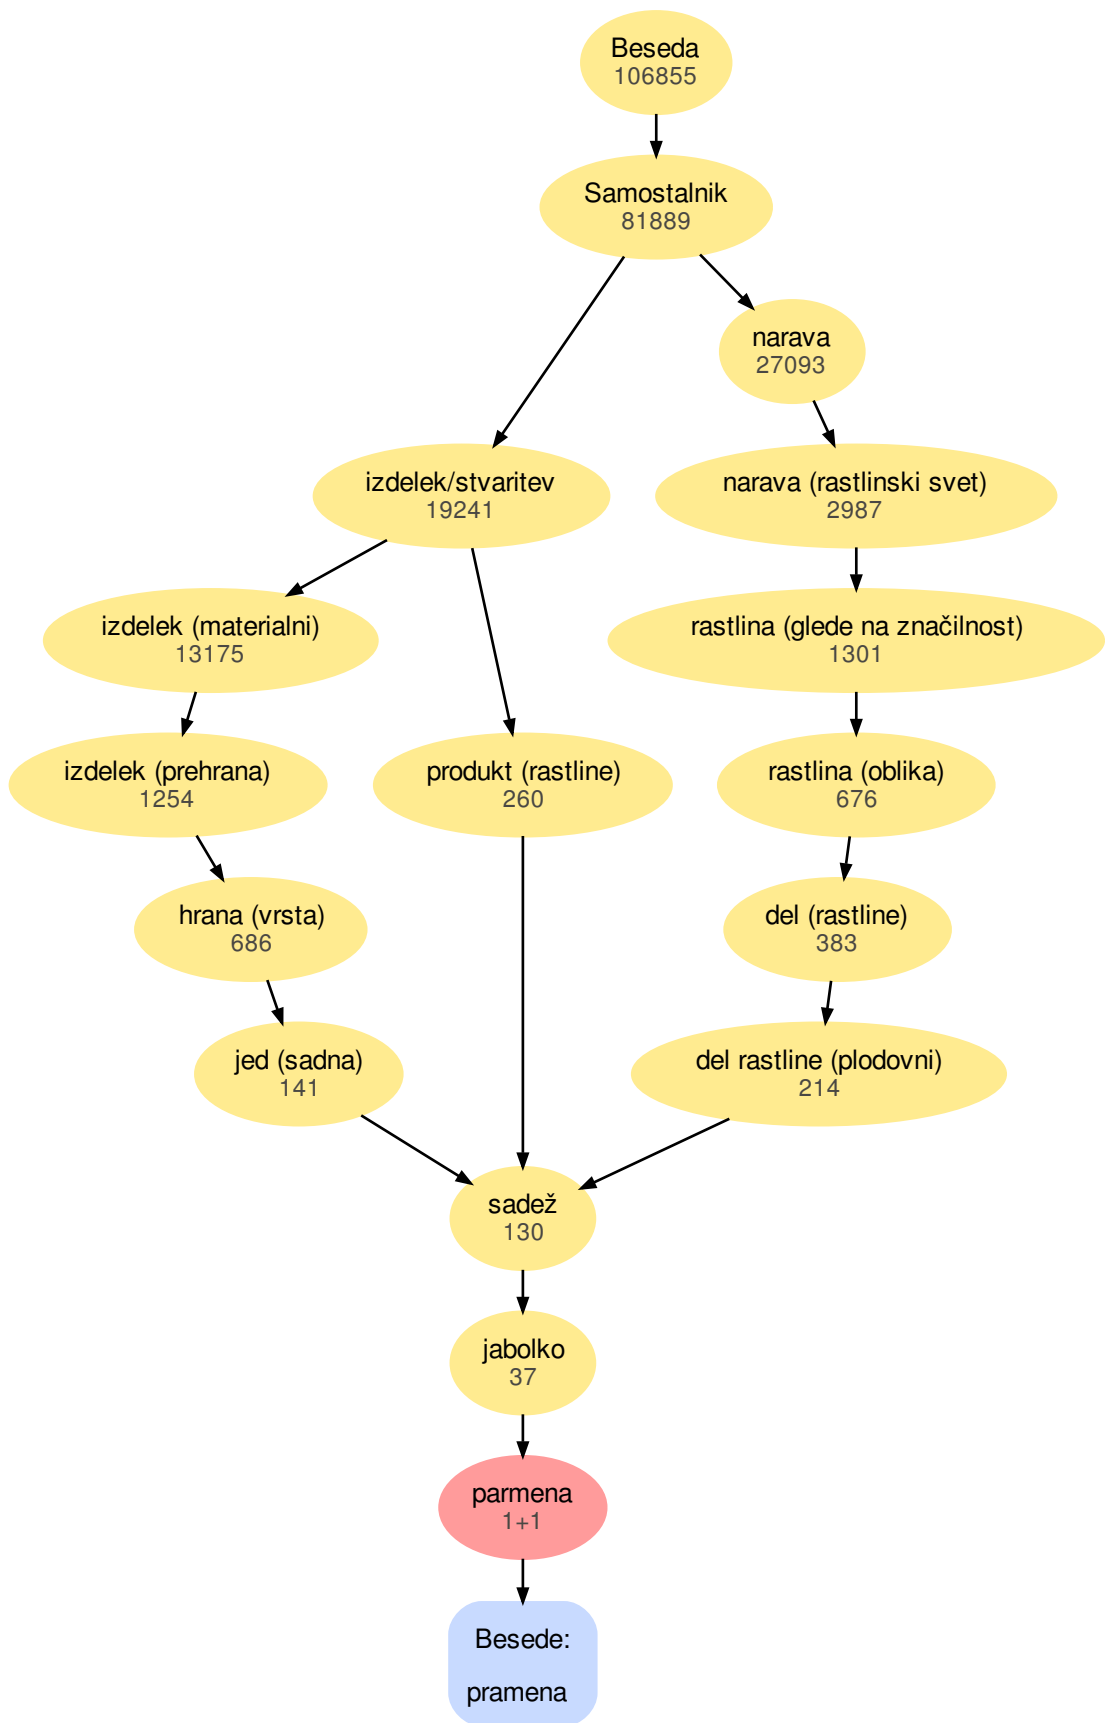 Beseda
106855
Samostalnik
81889
narava
27093
izdelek/stvaritev
19241
narava (rastlinski svet)
2987
izdelek (materialni)
13175
rastlina (glede na značilnost)
1301
izdelek (prehrana)
1254
produkt (rastline)
260
rastlina (oblika)
676
hrana (vrsta)
686
del (rastline)
383
jed (sadna)
141
del rastline (plodovni)
214
sadež
130
jabolko
37
parmena
1+1
Besede:
pramena